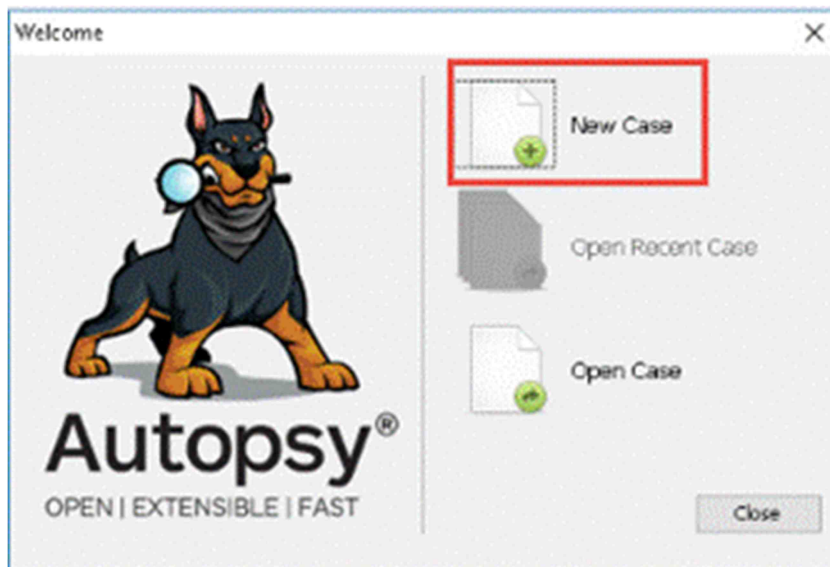 Welcome
New Case
Open Recent Case
Open Case
Autopsy®
OPEN | EXTENSIBLE | FAST
Close